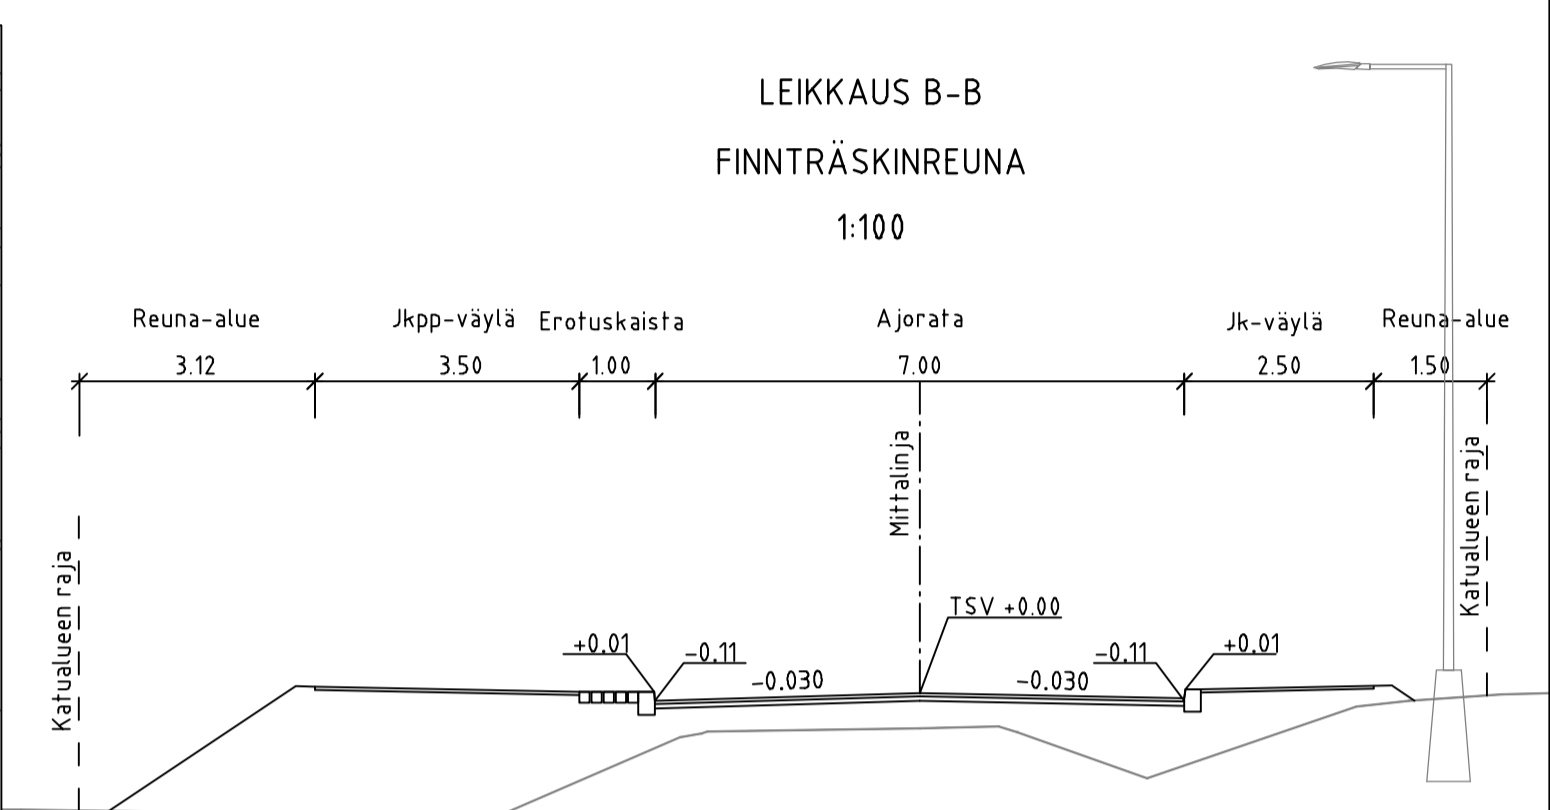 LEIKKAUS B-B
FINNTRÄSKINREUNA
1:100
Reuna-alue Jkpp-väylä Erotuskaista Ajorata Jk-väylä Reuna-alue
3.12 3.50 1.00 7.00 2.50 1.50
Mittalinja
Katualueen raja
Katualueen raja
TSV +0.00
+0.01 -0.11 -0.11 +0.01
-0.030 -0.030